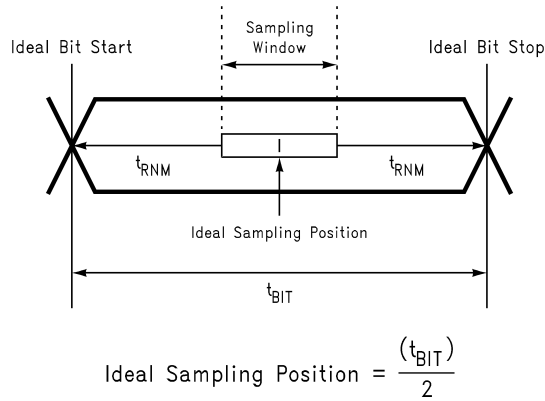 Sampling
Window
Ideal Bit Start
Ideal Bit Stop
I
tRNM
tRNM
Ideal Sampling Position
tBIT
Ideal Sampling Position = (tBIT)
2